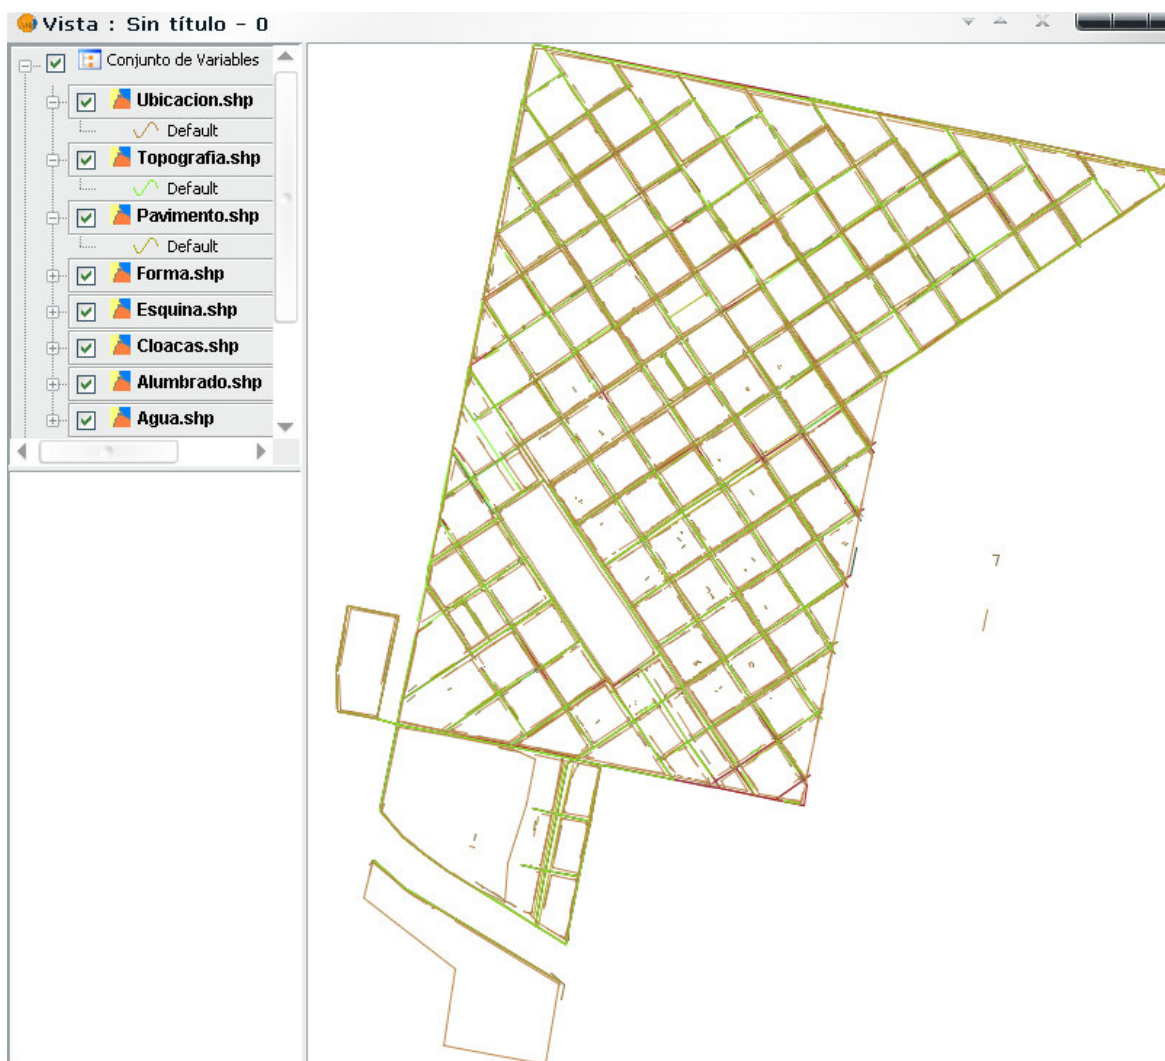 Vista : Sin título - 0
Conjunto de Variables
Ubicacion.shp
Default
Topografia.shp
Default
Pavimento.shp
Default
Forma.shp
Esquina.shp
Cloacas.shp
Alumbrado.shp
Agua.shp